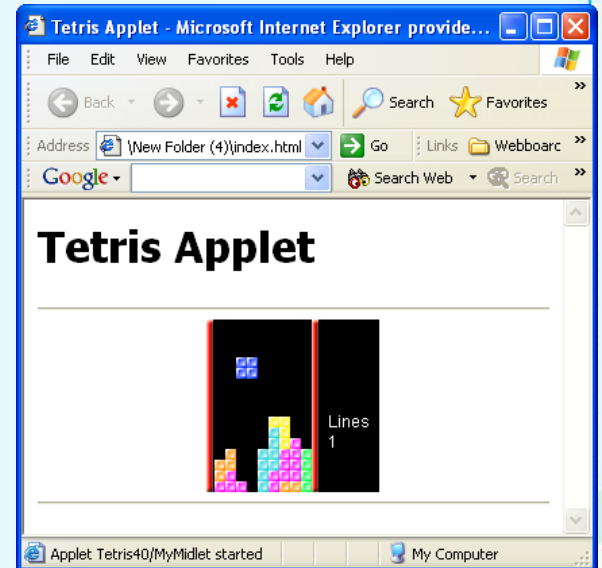 Tetris Applet - Microsoft Internet Explorer provide...
File Edit View Favorites Tools Help
Back Search Favorites »
Address \New Folder (4)\index.html Go Links Webboarc »
Google Search Web Search »
Tetris Applet
Lines
1
Applet Tetris40/MyMidlet started My Computer